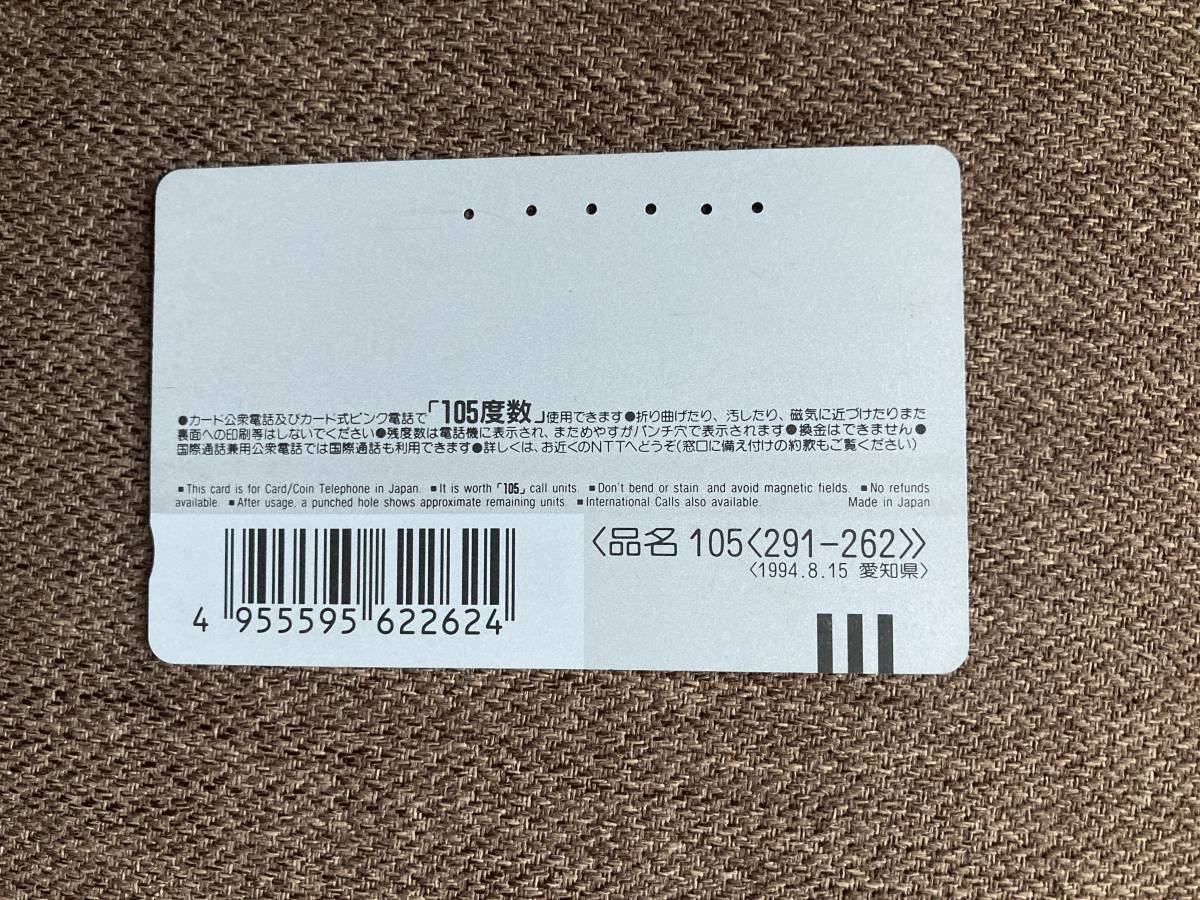 ●カード公衆電話及びカード式ピンク電話で「105度数」使用できます●折り曲げたり、汚したり、磁気に近づけたりまた
裏面への印刷等はしないでください●残度数は電話機に表示され、まためやすがパンチ穴で表示されます●換金はできません●
国際通話兼用公衆電話では国際通話も利用できます●詳しくは、お近くのNTTへどうぞ(窓口に備え付けの約款もご覧ください)
■This card is for Card/Coin Telephone in Japan. ■It is worth「105」call units. ■Don't bend or stain and avoid magnetic fields. ■No refunds
available. ■After usage, a punched hole shows approximate remaining units. ■International Calls also available. Made in Japan
〈品名 105〈291-262〉〉
〈1994.8.15 愛知県〉
4 955595 622624